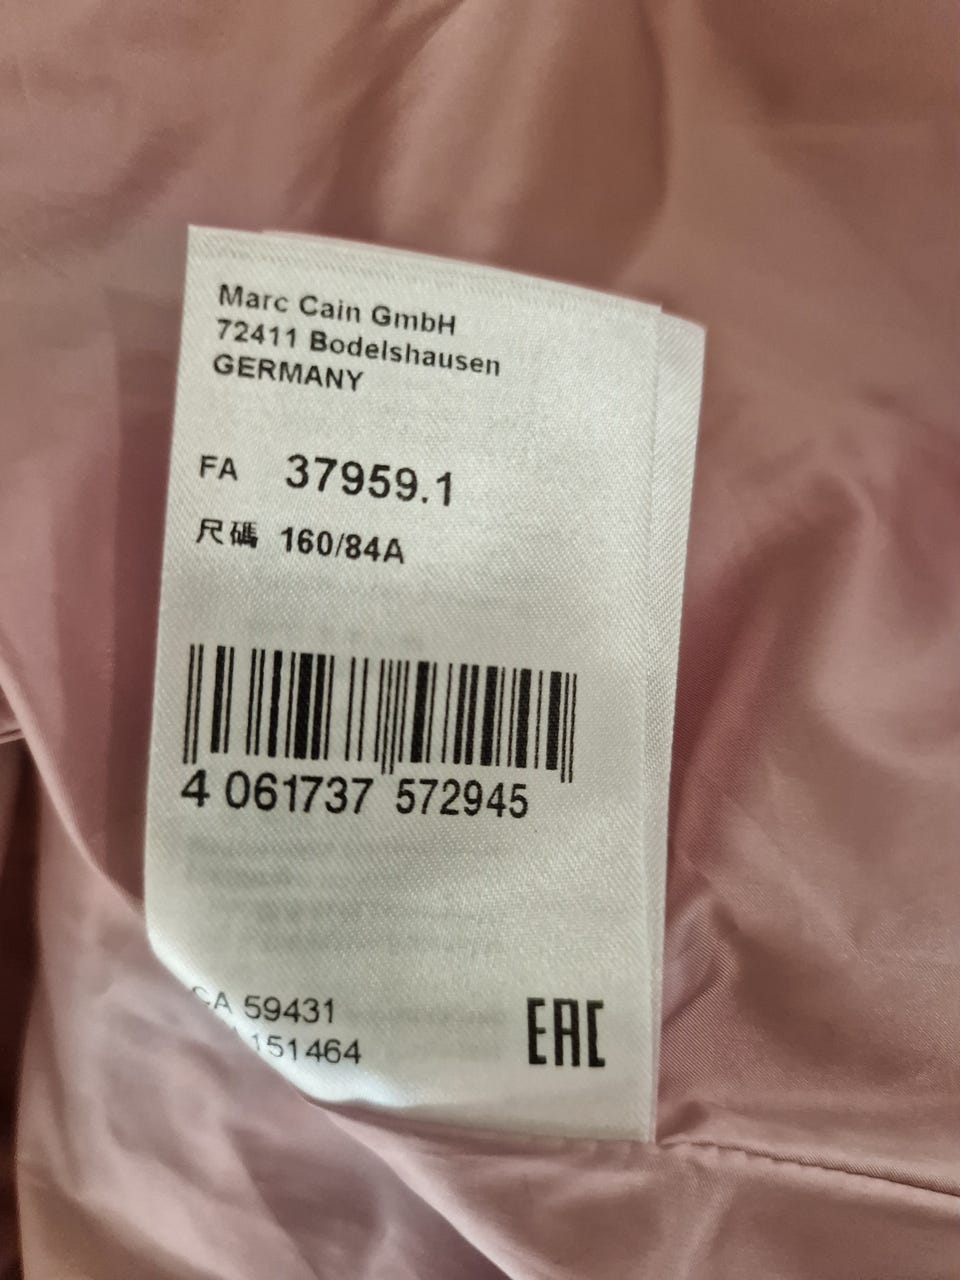 Marc Cain GmbH
72411 Bodelshausen
GERMANY
FA 37959.1
尺碼 160/84A
4 061737 572945
CA 59431
151464
EAC